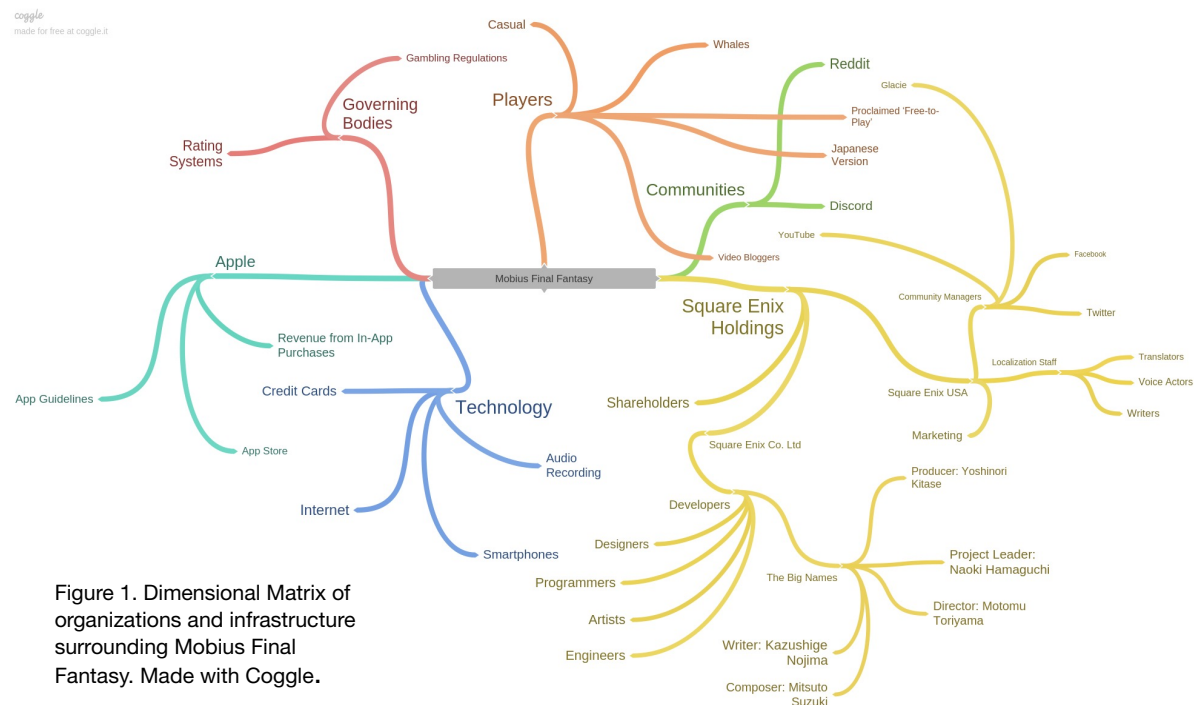 coggle
made for free at coggle.it
Casual
Whales
Gambling Regulations
Reddit
Glacie
Players
Governing
Bodies
Proclaimed 'Free-to-
Play'
Rating
Systems
Japanese
Version
Communities
Discord
YouTube
Video Bloggers
Facebook
Apple
Mobius Final Fantasy
Community Managers
Square Enix
Holdings
Twitter
Revenue from In-App
Purchases
Localization Staff
Translators
Voice Actors
Writers
Credit Cards
Square Enix USA
App Guidelines
Technology
Shareholders
Marketing
App Store
Square Enix Co. Ltd
Audio
Recording
Producer: Yoshinori
Kitase
Internet
Developers
Designers
Smartphones
Project Leader:
Naoki Hamaguchi
Programmers
The Big Names
Artists
Director: Motomu
Toriyama
Engineers
Writer: Kazushige
Nojima
Composer: Mitsuto
Suzuki
Figure 1. Dimensional Matrix of
organizations and infrastructure
surrounding Mobius Final
Fantasy. Made with Coggle.